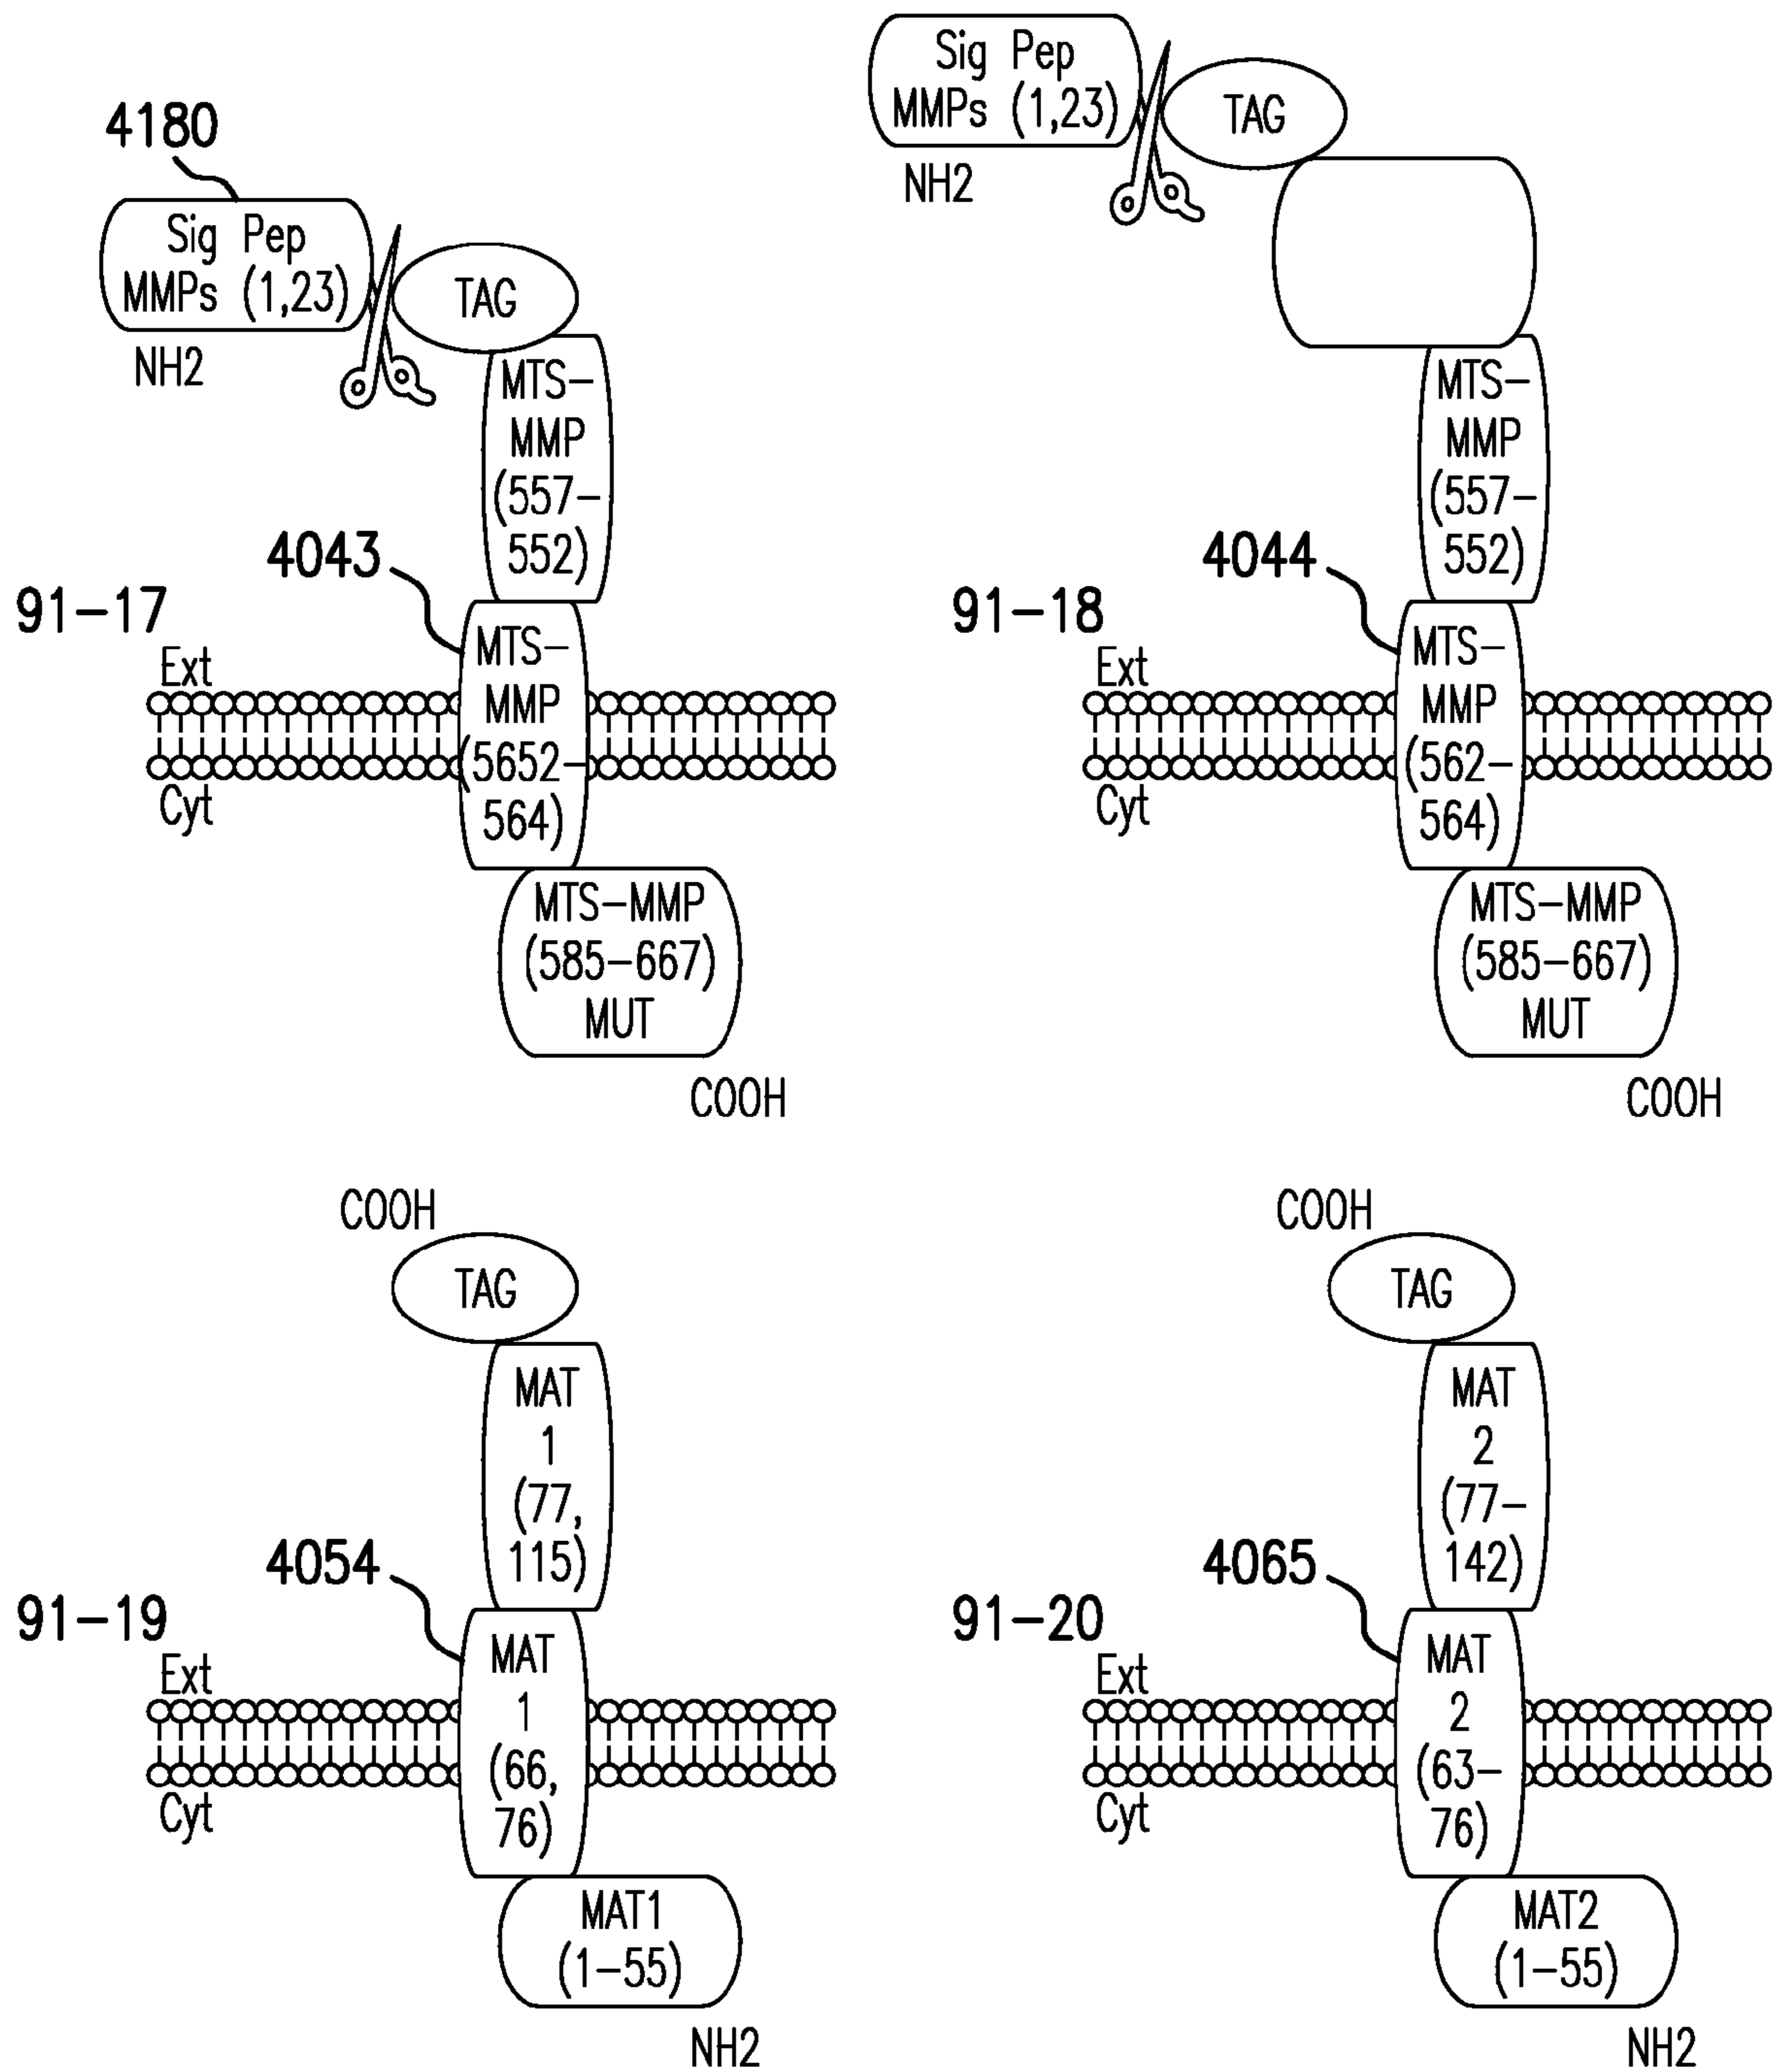 4180
Sig Pep
MMPs (1,23)
NH2
TAG
MTS-
MMP
(557-
552)
4043
91-17
Ext
Cyt
MTS-
MMP
(5652-
564)
MTS-MMP
(585-667)
MUT
COOH
Sig Pep
MMPs (1,23)
NH2
TAG
MTS-
MMP
(557-
552)
4044
91-18
Ext
Cyt
MTS-
MMP
(562-
564)
MTS-MMP
(585-667)
MUT
COOH
COOH
TAG
MAT
1
(77,
115)
4054
91-19
Ext
Cyt
MAT
1
(66,
76)
MAT1
(1-55)
NH2
COOH
TAG
MAT
2
(77-
142)
4065
91-20
Ext
Cyt
MAT
2
(63-
76)
MAT2
(1-55)
NH2